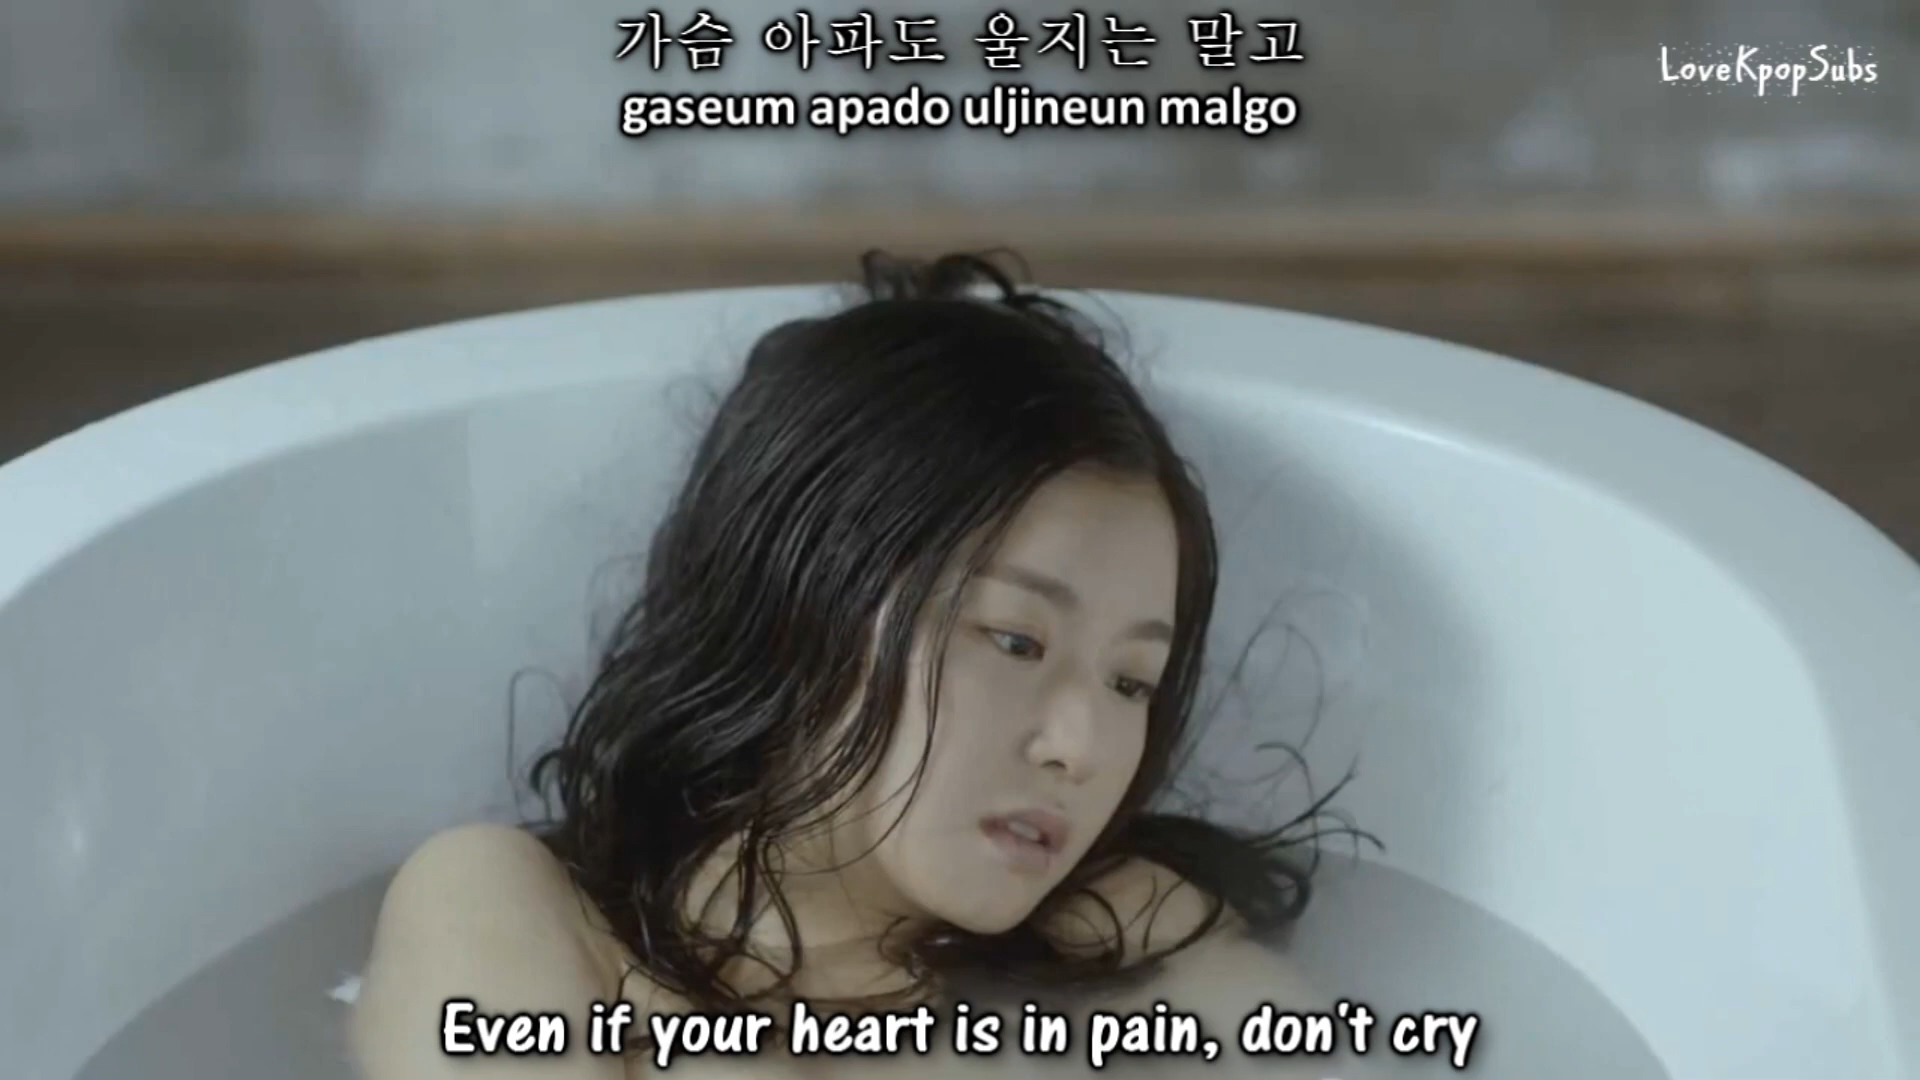 가슴 아파도 울지는 말고
gaseum apado uljineun malgo
LoveKpopSubs
Even if your heart is in pain, don't cry